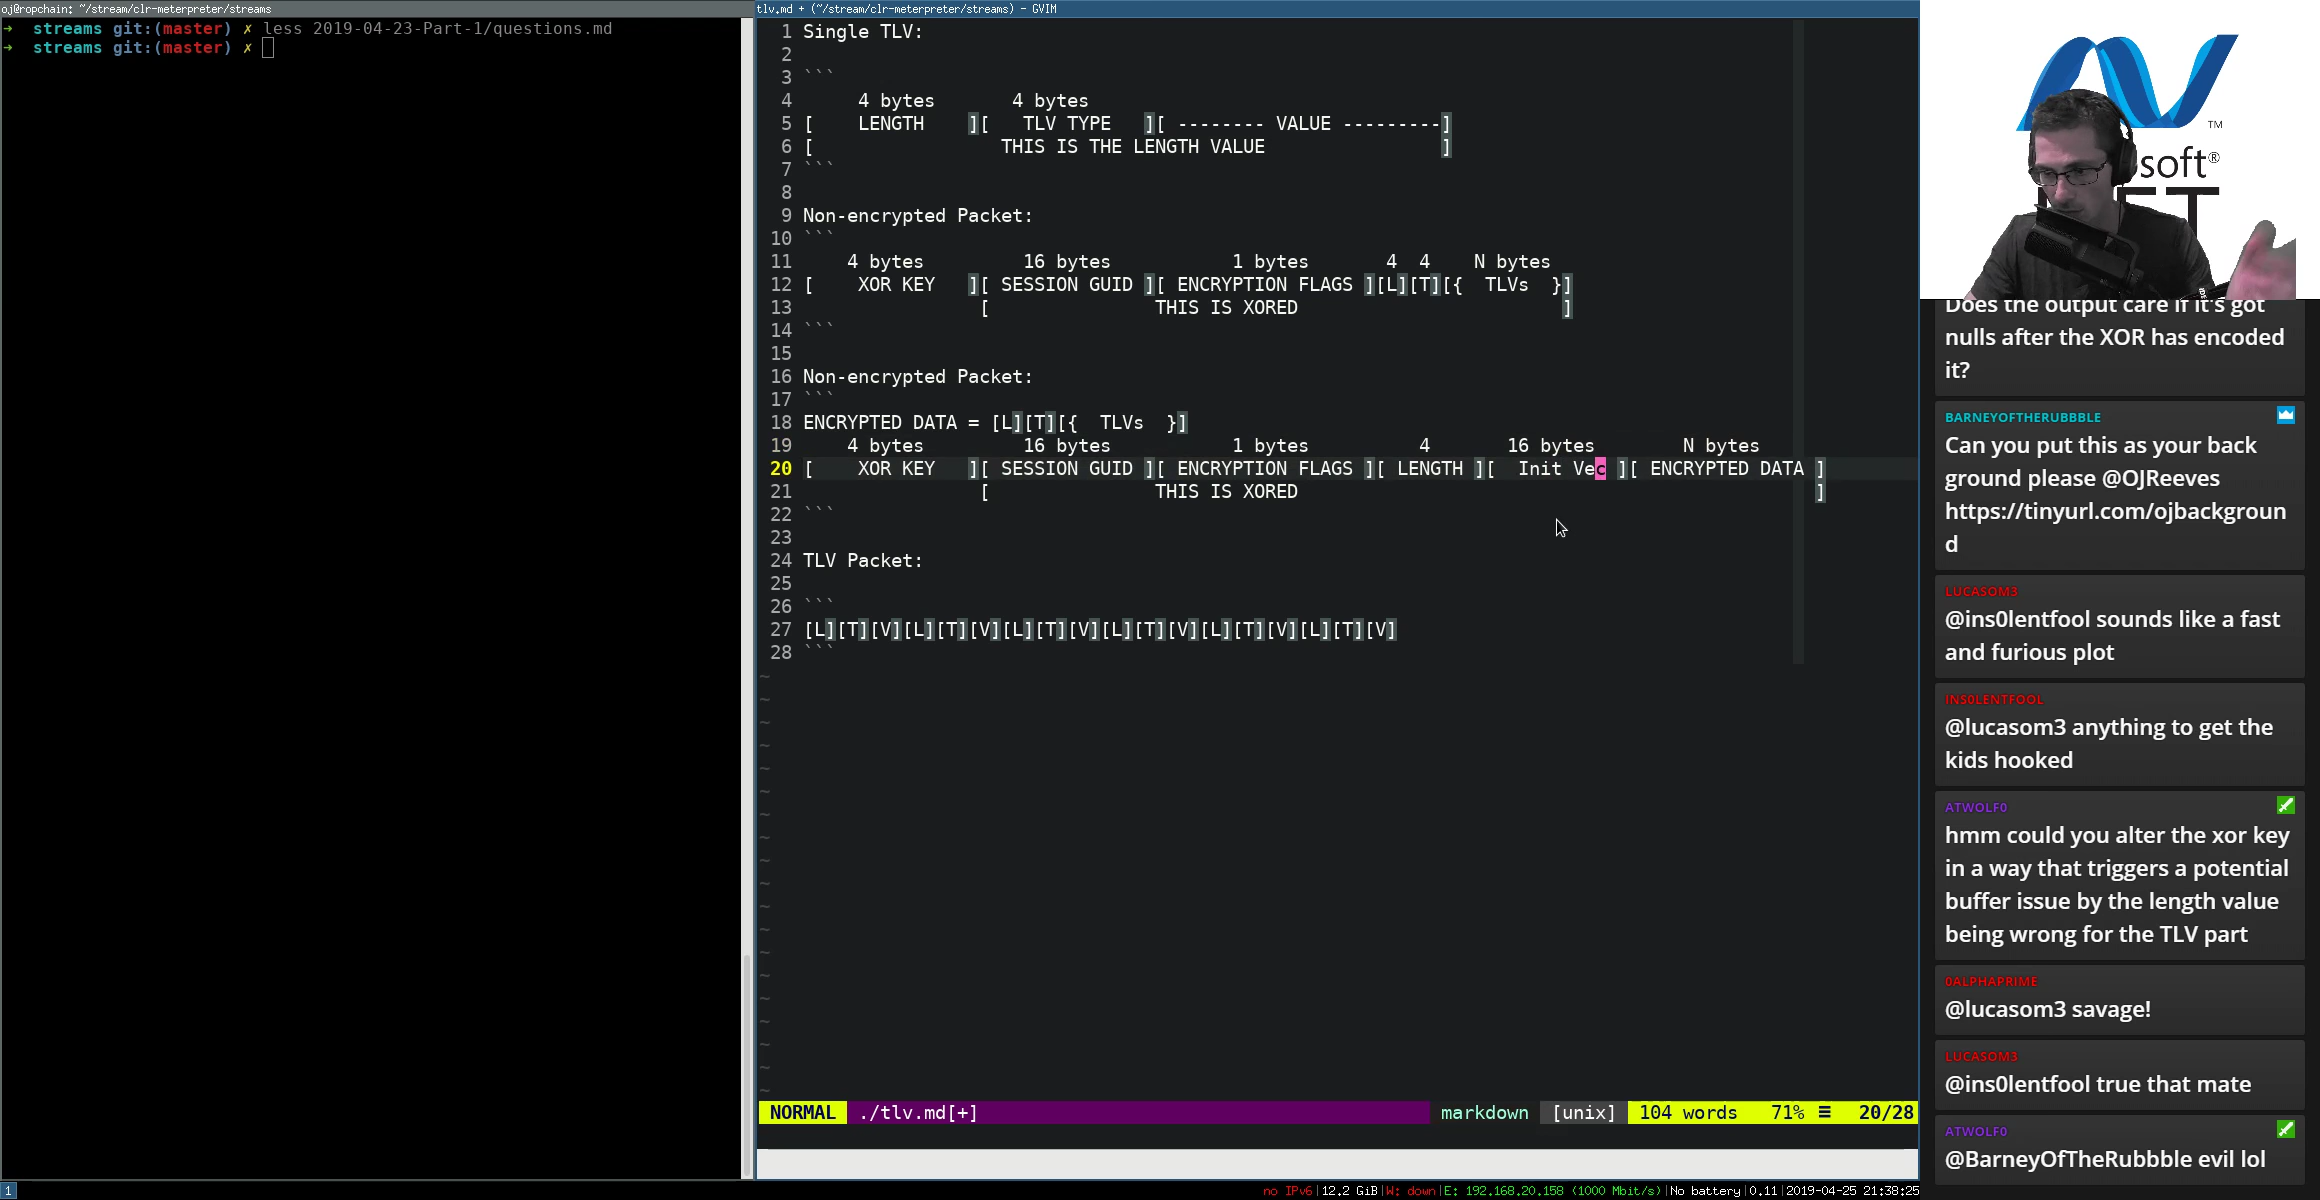 oj@ropchain: ~/stream/clr-meterpreter/streams
➜  streams git:(master) ✗ less 2019-04-23-Part-1/questions.md
➜  streams git:(master) ✗
tlv.md + (~/stream/clr-meterpreter/streams) - GVIM
1 Single TLV:
2
3 ```
4      4 bytes       4 bytes
5 [    LENGTH    ][   TLV TYPE   ][ -------- VALUE ---------]
6 [                 THIS IS THE LENGTH VALUE                ]
7 ```
8
9 Non-encrypted Packet:
10 ```
11     4 bytes         16 bytes           1 bytes       4  4    N bytes
12 [    XOR KEY   ][ SESSION GUID ][ ENCRYPTION FLAGS ][L][T][{  TLVs  }]
13                 [               THIS IS XORED                        ]
14 ```
15
16 Non-encrypted Packet:
17 ```
18 ENCRYPTED DATA = [L][T][{  TLVs  }]
19     4 bytes         16 bytes           1 bytes          4       16 bytes        N bytes
20 [    XOR KEY   ][ SESSION GUID ][ ENCRYPTION FLAGS ][ LENGTH ][  Init Vec ][ ENCRYPTED DATA ]
21                 [               THIS IS XORED                                               ]
22 ```
23
24 TLV Packet:
25
26 ```
27 [L][T][V][L][T][V][L][T][V][L][T][V][L][T][V][L][T][V]
28 ```
NORMAL ./tlv.md[+] markdown [unix] 104 words 71% ☰ 20/28
TM
soft®
Does the output care if it's got
nulls after the XOR has encoded
it?
BARNEYOFTHERUBBBLE
Can you put this as your back
ground please @OJReeves
https://tinyurl.com/ojbackgroun
d
LUCASOM3
@ins0lentfool sounds like a fast
and furious plot
INS0LENTFOOL
@lucasom3 anything to get the
kids hooked
ATWOLF0
hmm could you alter the xor key
in a way that triggers a potential
buffer issue by the length value
being wrong for the TLV part
0ALPHAPRIME
@lucasom3 savage!
LUCASOM3
@ins0lentfool true that mate
ATWOLF0
@BarneyOfTheRubbble evil lol
1
no IPv6|12.2 GiB|W: down|E: 192.168.20.158 (1000 Mbit/s)|No battery|0.11|2019-04-25 21:38:25